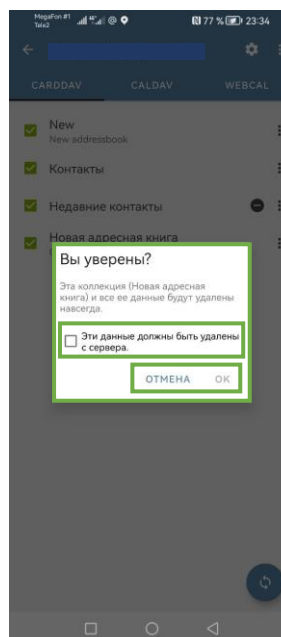 MegaFon #1
Tele2
77 % 23:34
CARDDAV CALDAV WEBCAL
New
New addressbook
Контакты
Недавние контакты
Новая адресная книга
Вы уверены?
Эта коллекция (Новая адресная
книга) и все ее данные будут удалены
навсегда.
Эти данные должны быть удалены
с сервера.
ОТМЕНА ОК